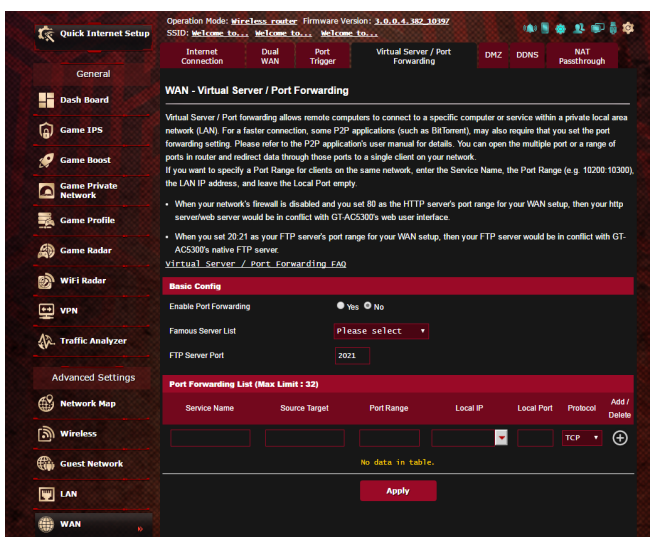 Quick Internet Setup
General
Dash Board
Game IPS
Game Boost
Game Private
Network
Game Profile
Game Radar
WiFi Radar
VPN
Traffic Analyzer
Advanced Settings
Network Map
Wireless
Guest Network
LAN
WAN
Operation Mode: Wireless router Firmware Version: 3.0.0.4.382_10397
SSID: Welcome to... Welcome to... Welcome to...
Internet
Connection
Dual
WAN
Port
Trigger
Virtual Server / Port
Forwarding
DMZ
DDNS
NAT
Passthrough
WAN - Virtual Server / Port Forwarding
Virtual Server / Port forwarding allows remote computers to connect to a specific computer or service within a private local area
network (LAN). For a faster connection, some P2P applications (such as BitTorrent), may also require that you set the port
forwarding setting. Please refer to the P2P application's user manual for details. You can open the multiple port or a range of
ports in router and redirect data through those ports to a single client on your network.
If you want to specify a Port Range for clients on the same network, enter the Service Name, the Port Range (e.g. 10200:10300),
the LAN IP address, and leave the Local Port empty.
• When your network's firewall is disabled and you set 80 as the HTTP server's port range for your WAN setup, then your http
server/web server would be in conflict with GT-AC5300's web user interface.
• When you set 20:21 as your FTP server's port range for your WAN setup, then your FTP server would be in conflict with GT-
AC5300's native FTP server.
Virtual Server / Port Forwarding FAQ
Basic Config
Enable Port Forwarding Yes No
Famous Server List Please select
FTP Server Port 2021
Port Forwarding List (Max Limit : 32)
Service Name Source Target Port Range Local IP Local Port Protocol Add /
Delete
TCP
No data in table.
Apply